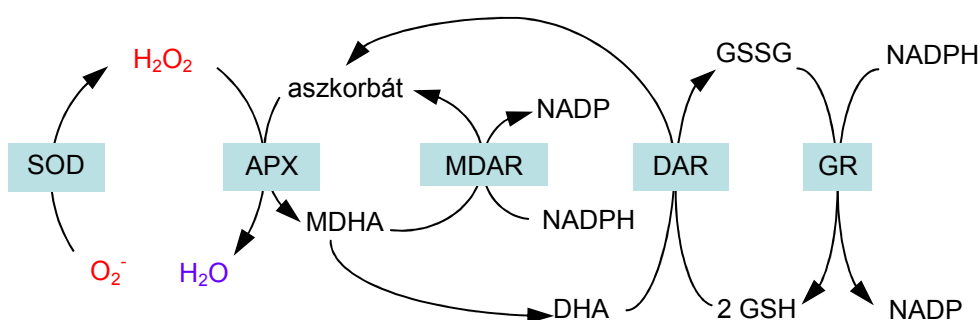 H₂O₂
GSSG
NADPH
aszkorbát
NADP
SOD
APX
MDAR
DAR
GR
MDHA
NADPH
O₂⁻
H₂O
DHA
2 GSH
NADP